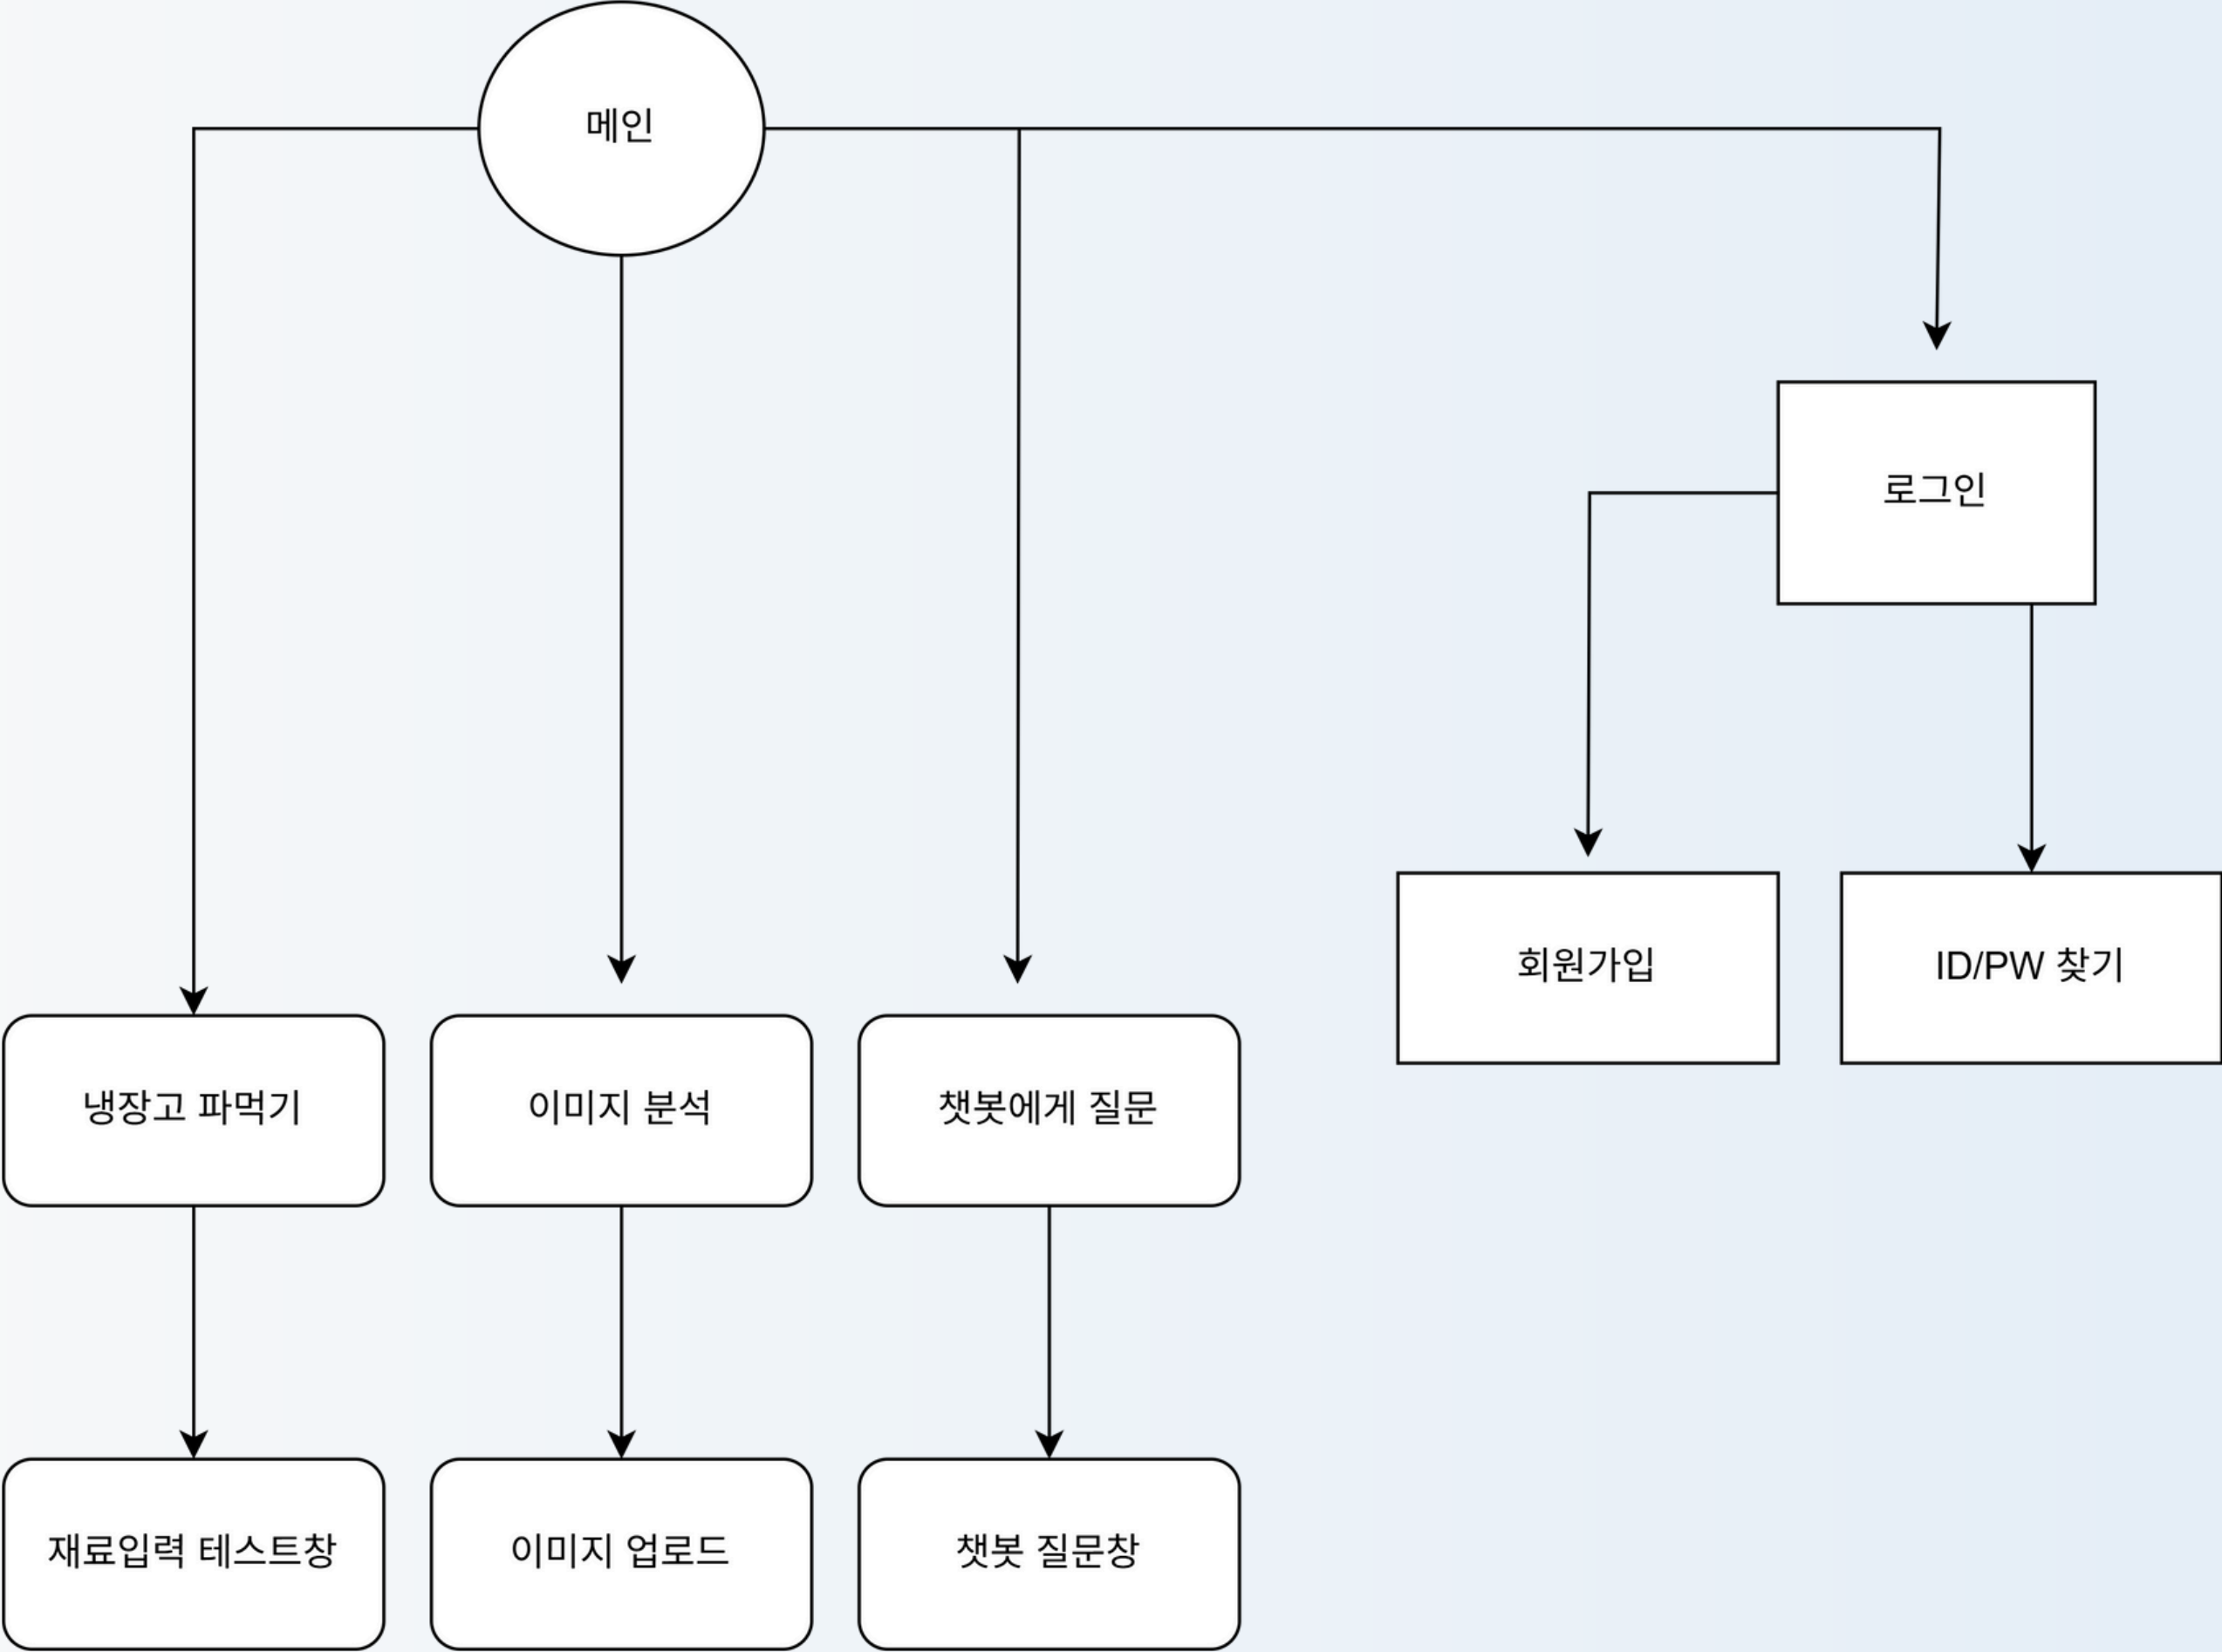 메인
로그인
회원가입
ID/PW 찾기
냉장고 파먹기
이미지 분석
챗봇에게 질문
재료입력 테스트창
이미지 업로드
챗봇 질문창